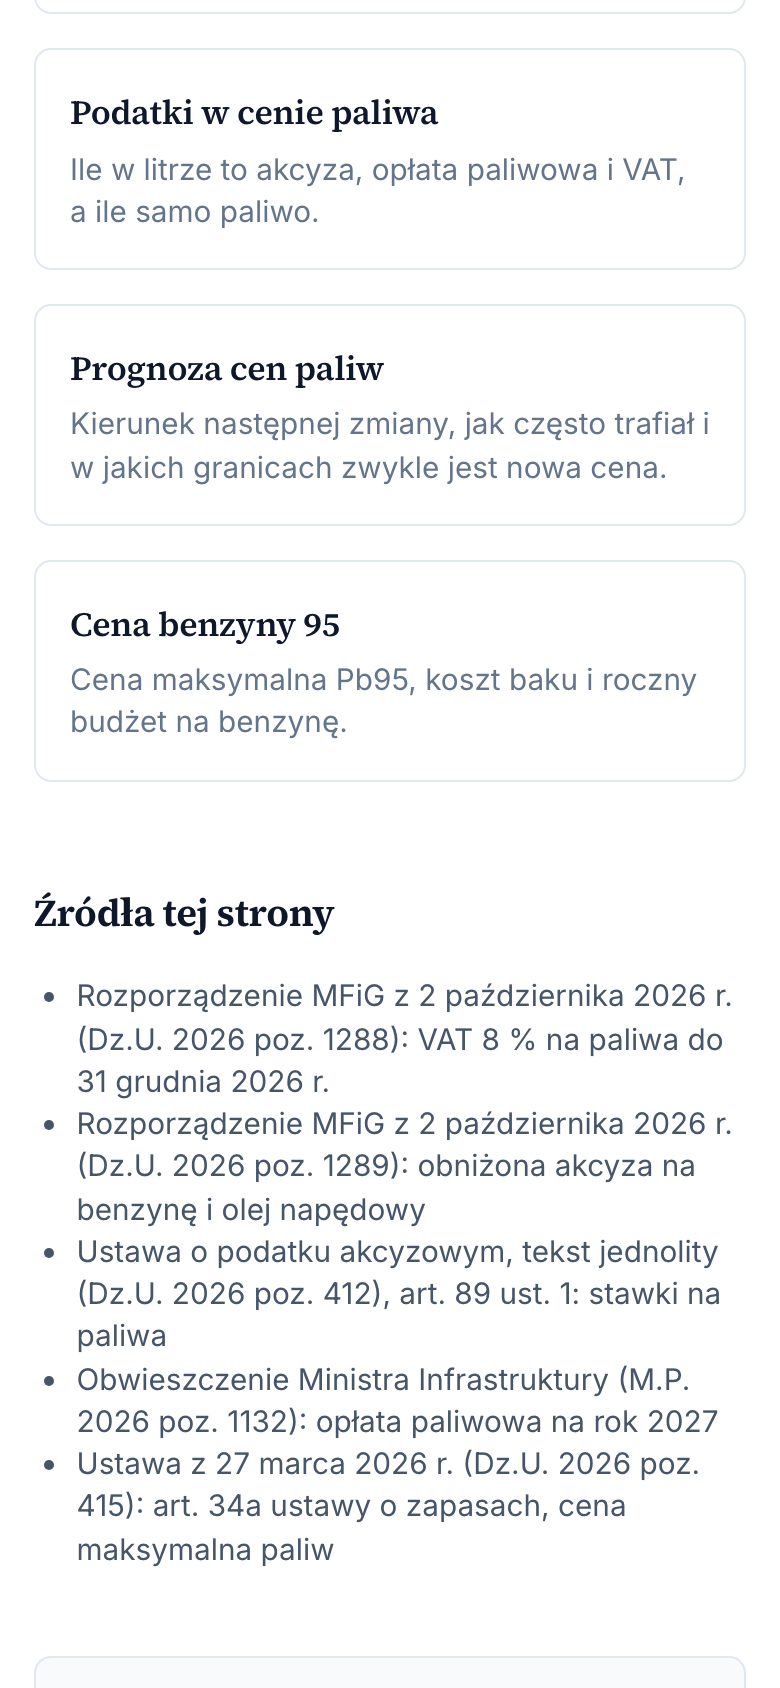 Podatki w cenie paliwa
Ile w litrze to akcyza, opłata paliwowa i VAT,
a ile samo paliwo.
Prognoza cen paliw
Kierunek następnej zmiany, jak często trafiał i
w jakich granicach zwykle jest nowa cena.
Cena benzyny 95
Cena maksymalna Pb95, koszt baku i roczny
budżet na benzynę.
Źródła tej strony
• Rozporządzenie MFiG z 2 października 2026 r.
(Dz.U. 2026 poz. 1288): VAT 8 % na paliwa do
31 grudnia 2026 r.
• Rozporządzenie MFiG z 2 października 2026 r.
(Dz.U. 2026 poz. 1289): obniżona akcyza na
benzynę i olej napędowy
• Ustawa o podatku akcyzowym, tekst jednolity
(Dz.U. 2026 poz. 412), art. 89 ust. 1: stawki na
paliwa
• Obwieszczenie Ministra Infrastruktury (M.P.
2026 poz. 1132): opłata paliwowa na rok 2027
• Ustawa z 27 marca 2026 r. (Dz.U. 2026 poz.
415): art. 34a ustawy o zapasach, cena
maksymalna paliw